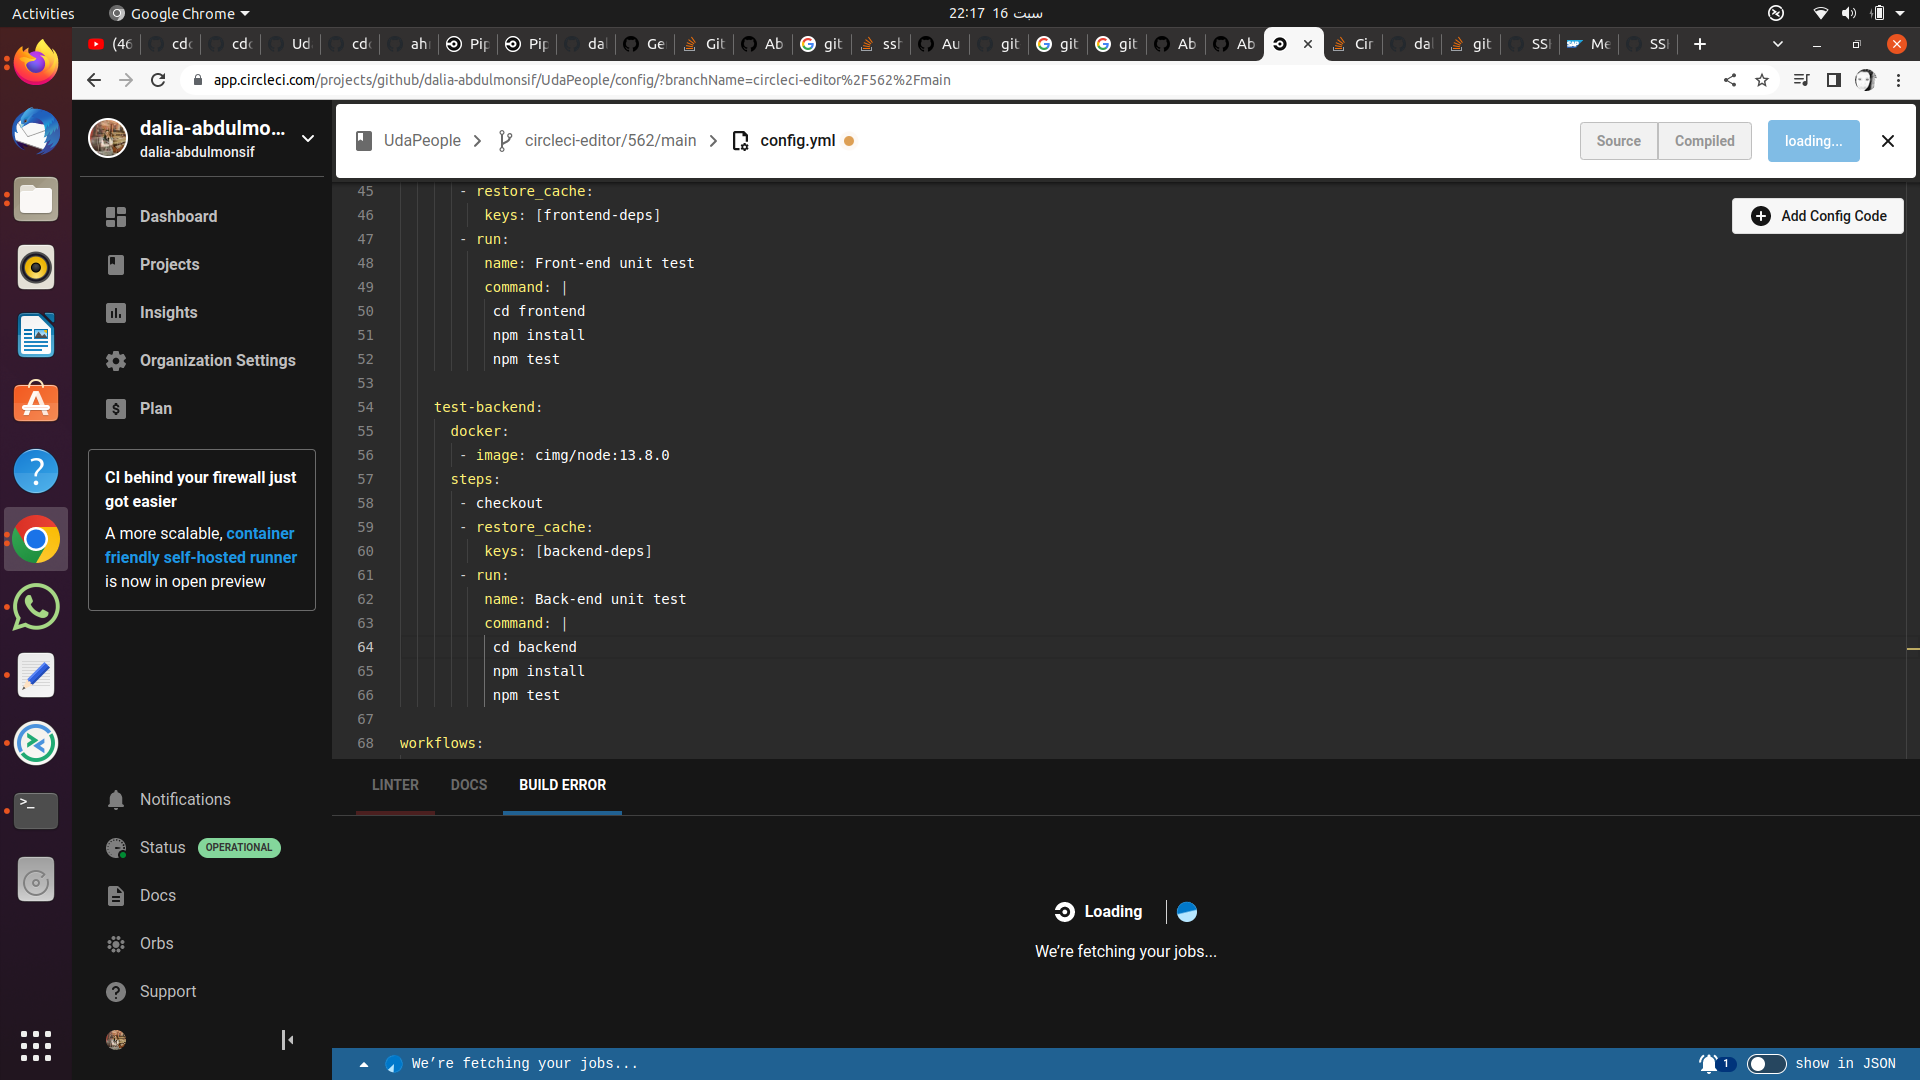 Activities
Google Chrome
22:17 16 سبت
(46
cdc
cdc
Ud
cdc
ahı
Pip
Pip
dal
Ge
Git
Ab
git
ssh
Au
git
git
git
Ab
Ab
Cir
dal
git
SSI
Me
SSI
app.circleci.com/projects/github/dalia-abdulmonsif/UdaPeople/config/?branchName=circleci-editor%2F562%2Fmain
dalia-abdulmo...
dalia-abdulmonsif
Dashboard
Projects
Insights
Organization Settings
Plan
CI behind your firewall just
got easier
A more scalable, container
friendly self-hosted runner
is now in open preview
Notifications
Status OPERATIONAL
Docs
Orbs
Support
UdaPeople
circleci-editor/562/main
config.yml
Source
Compiled
loading...
Add Config Code
45 - restore_cache:
46 keys: [frontend-deps]
47 - run:
48 name: Front-end unit test
49 command: |
50 cd frontend
51 npm install
52 npm test
53
54 test-backend:
55 docker:
56 - image: cimg/node:13.8.0
57 steps:
58 - checkout
59 - restore_cache:
60 keys: [backend-deps]
61 - run:
62 name: Back-end unit test
63 command: |
64 cd backend
65 npm install
66 npm test
67
68 workflows:
LINTER
DOCS
BUILD ERROR
Loading
We’re fetching your jobs...
We’re fetching your jobs...
1
show in JSON